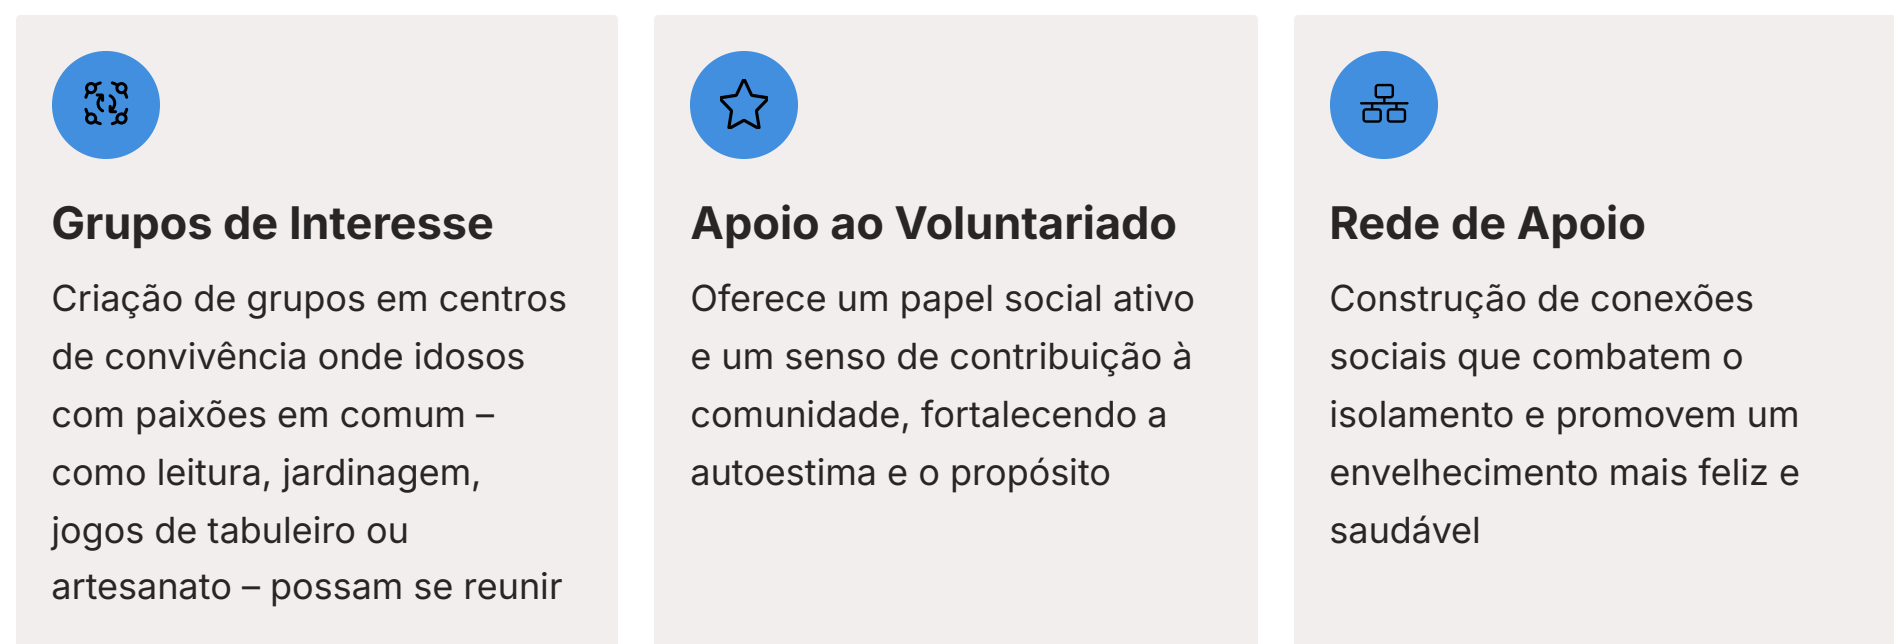 Grupos de Interesse
Criação de grupos em centros
de convivência onde idosos
com paixões em comum –
como leitura, jardinagem,
jogos de tabuleiro ou
artesanato – possam se reunir
Apoio ao Voluntariado
Oferece um papel social ativo
e um senso de contribuição à
comunidade, fortalecendo a
autoestima e o propósito
Rede de Apoio
Construção de conexões
sociais que combatem o
isolamento e promovem um
envelhecimento mais feliz e
saudável